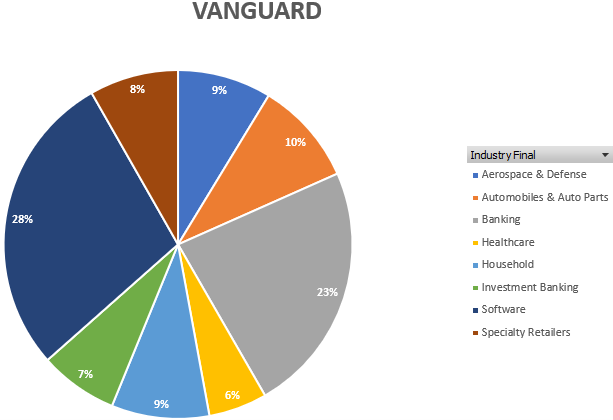 VANGUARD
8%
9%
10%
28%
23%
7%
9%
6%
Industry Final
Aerospace & Defense
Automobiles & Auto Parts
Banking
Healthcare
Household
Investment Banking
Software
Specialty Retailers